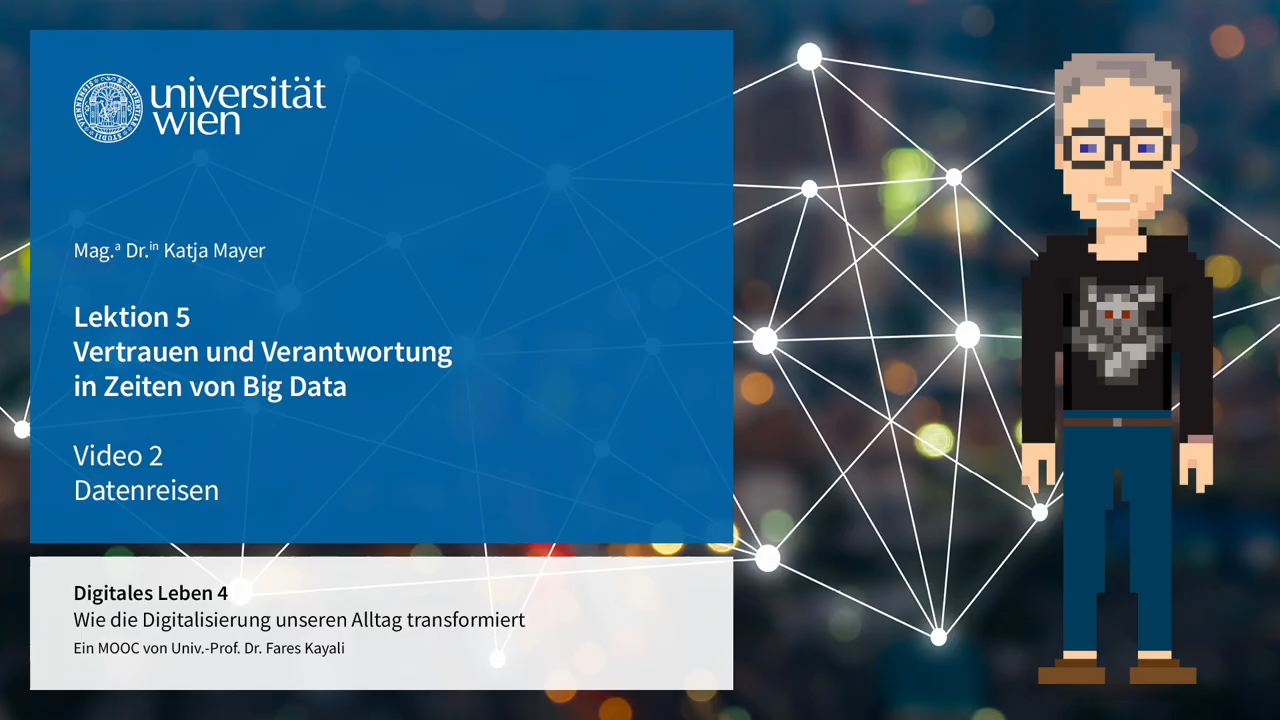 universität
wien
Mag.ª Dr.ⁱⁿ Katja Mayer
Lektion 5
Vertrauen und Verantwortung
in Zeiten von Big Data
Video 2
Datenreisen
Digitales Leben 4
Wie die Digitalisierung unseren Alltag transformiert
Ein MOOC von Univ.-Prof. Dr. Fares Kayali